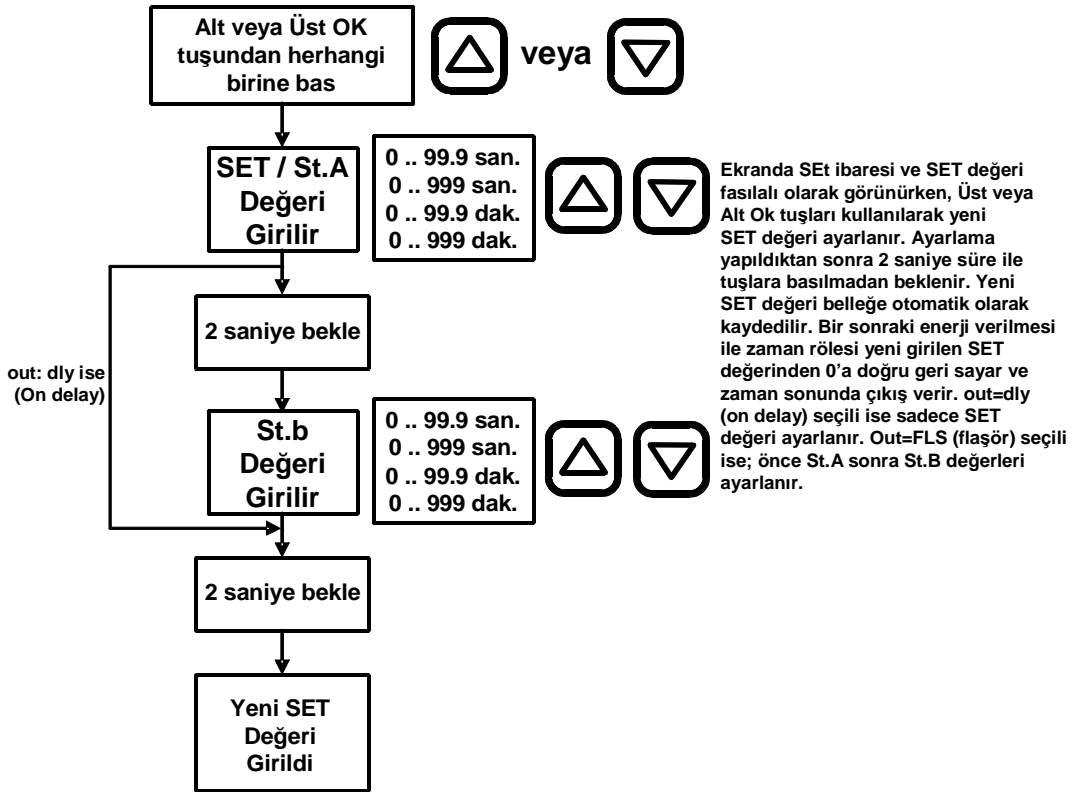 Alt veya Üst OK
tuşundan herhangi
birine bas
veya
SET / St.A
Değeri
Girilir
0 .. 99.9 san.
0 .. 999 san.
0 .. 99.9 dak.
0 .. 999 dak.
Ekranda SEt ibaresi ve SET değeri
fasılalı olarak görünürken, Üst veya
Alt Ok tuşları kullanılarak yeni
SET değeri ayarlanır. Ayarlama
yapıldıktan sonra 2 saniye süre ile
tuşlara basılmadan beklenir. Yeni
SET değeri belleğe otomatik olarak
kaydedilir. Bir sonraki enerji verilmesi
ile zaman rölesi yeni girilen SET
değerinden 0'a doğru geri sayar ve
zaman sonunda çıkış verir. out=dly
(on delay) seçili ise sadece SET
değeri ayarlanır. Out=FLS (flaşör) seçili
ise; önce St.A sonra St.B değerleri
ayarlanır.
2 saniye bekle
out: dly ise
(On delay)
St.b
Değeri
Girilir
0 .. 99.9 san.
0 .. 999 san.
0 .. 99.9 dak.
0 .. 999 dak.
2 saniye bekle
Yeni SET
Değeri
Girildi